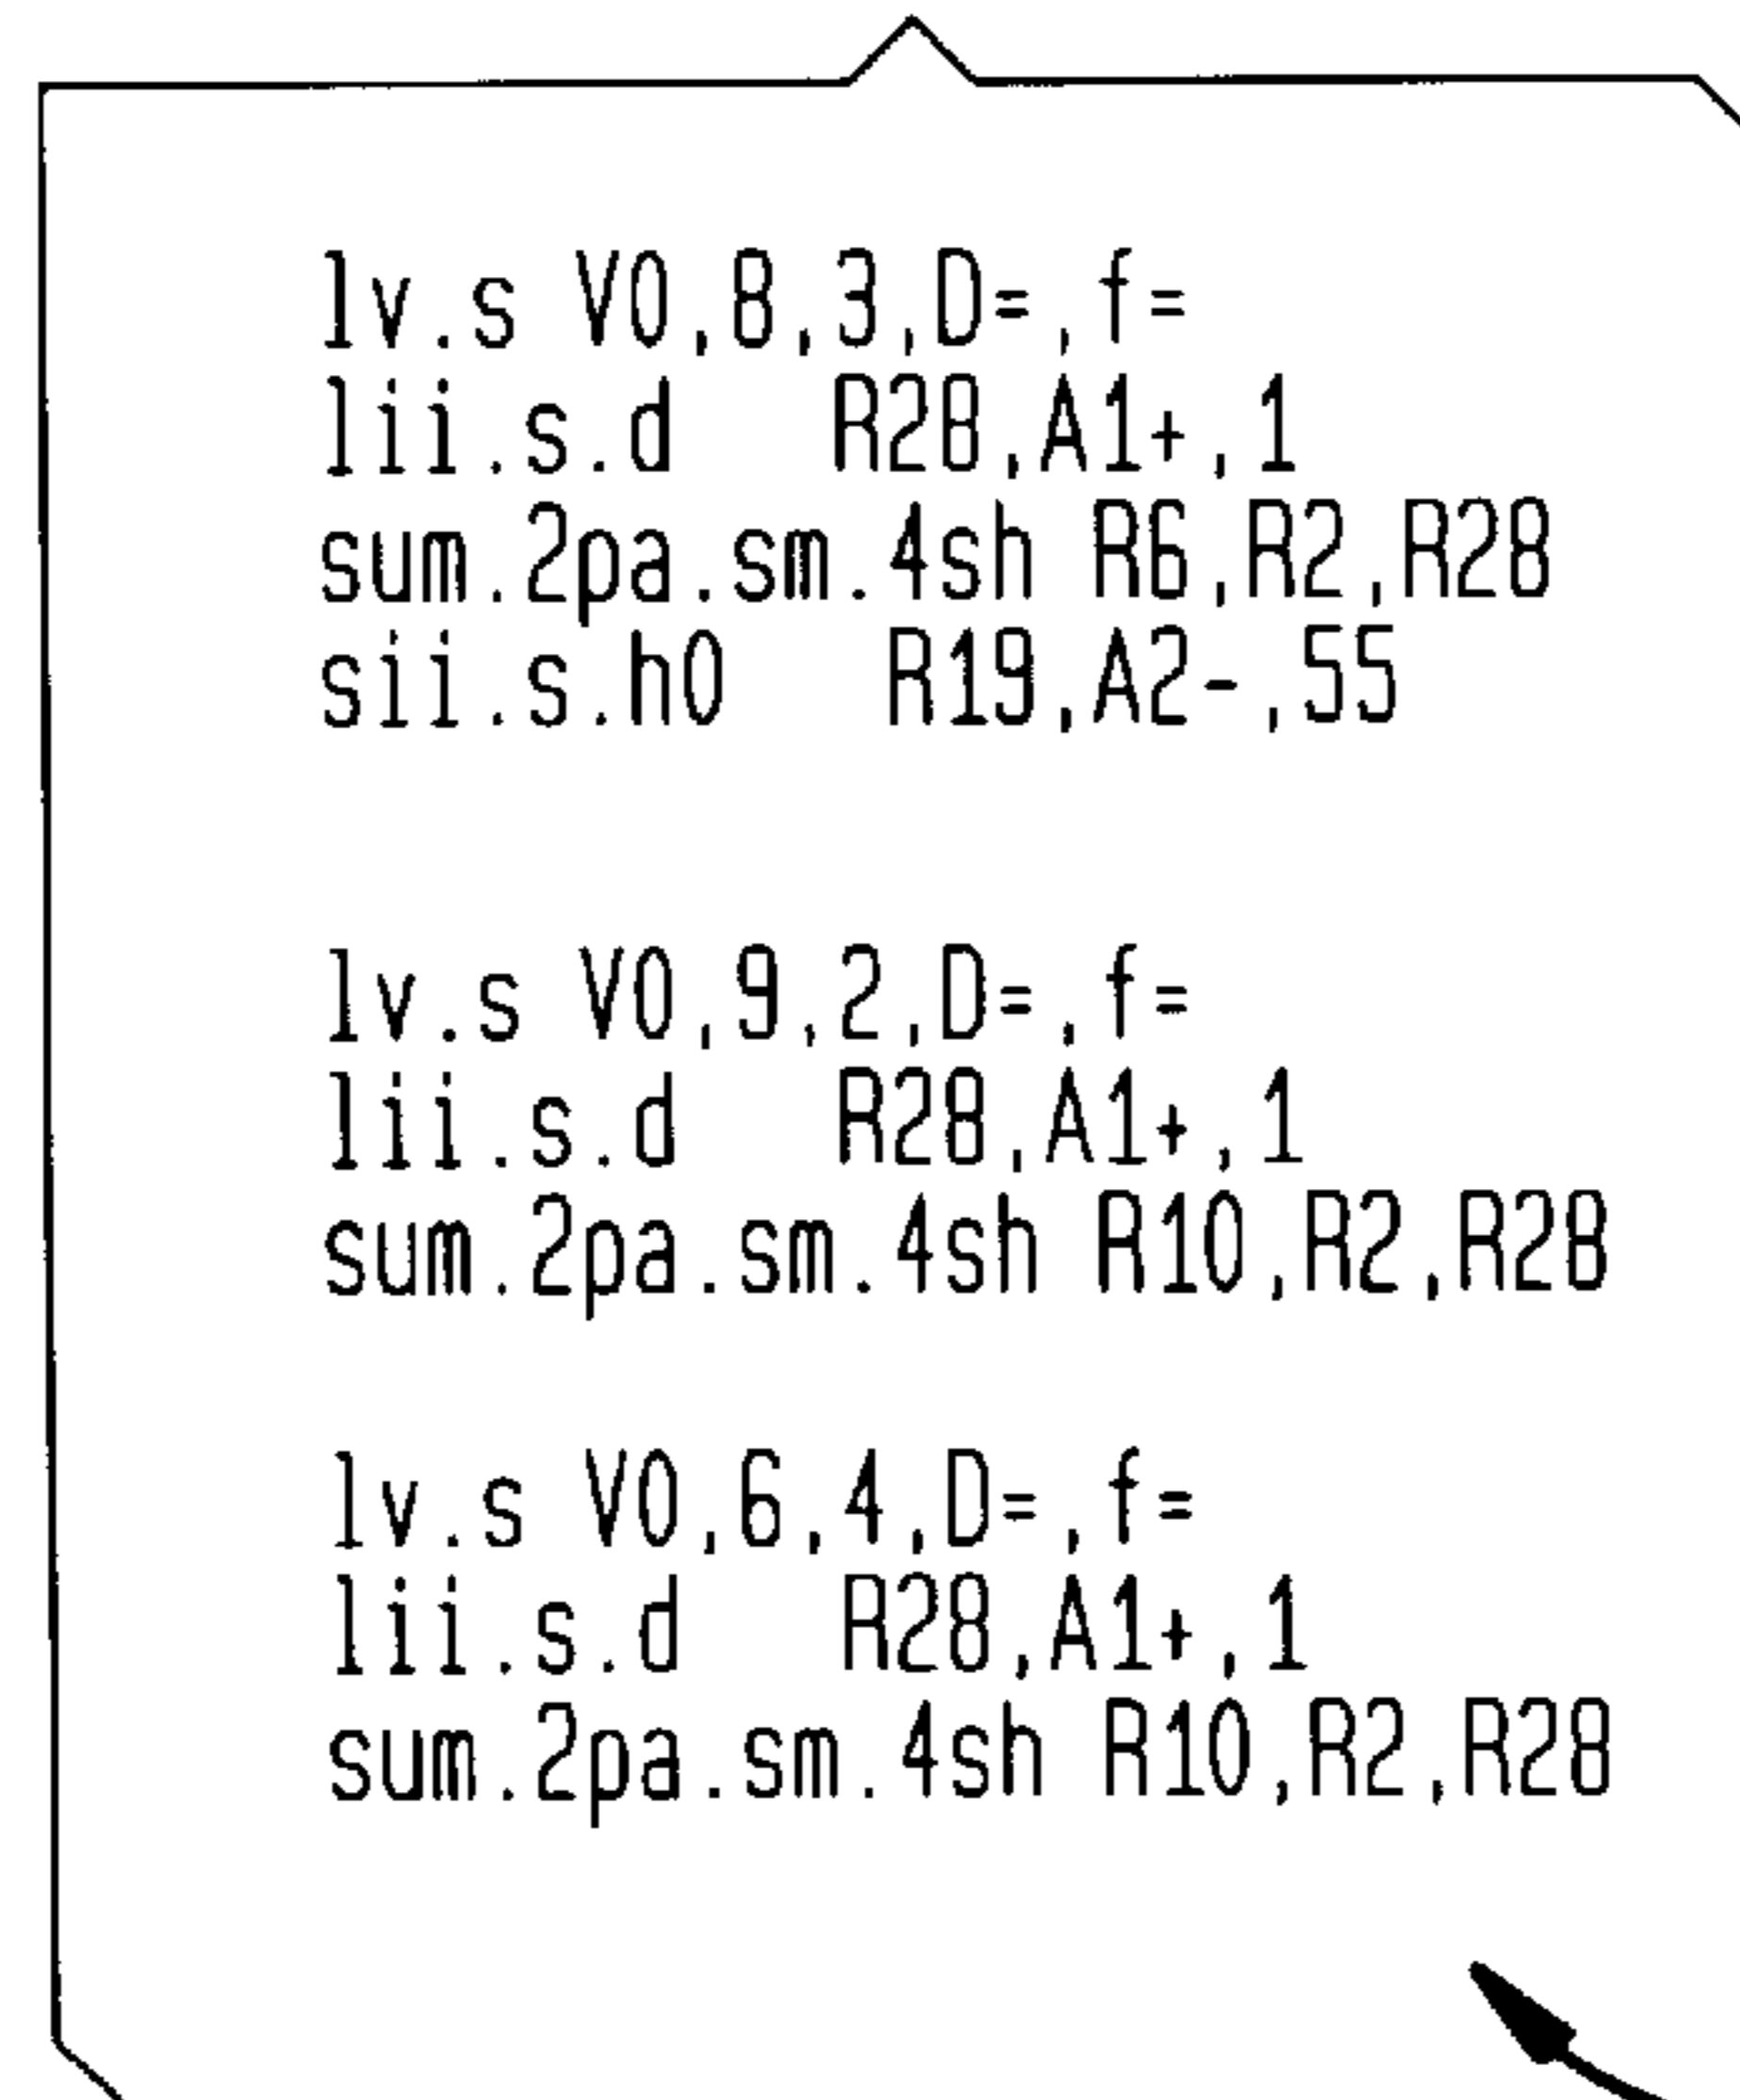 lv.s V0,8,3,D=,f=
lii.s.d   R28,A1+,1
sum.2pa.sm.4sh R6,R2,R28
sii.s.h0   R19,A2-,55
lv.s V0,9,2,D=,f=
lii.s.d   R28,A1+,1
sum.2pa.sm.4sh R10,R2,R28
lv.s V0,6,4,D=,f=
lii.s.d   R28,A1+,1
sum.2pa.sm.4sh R10,R2,R28